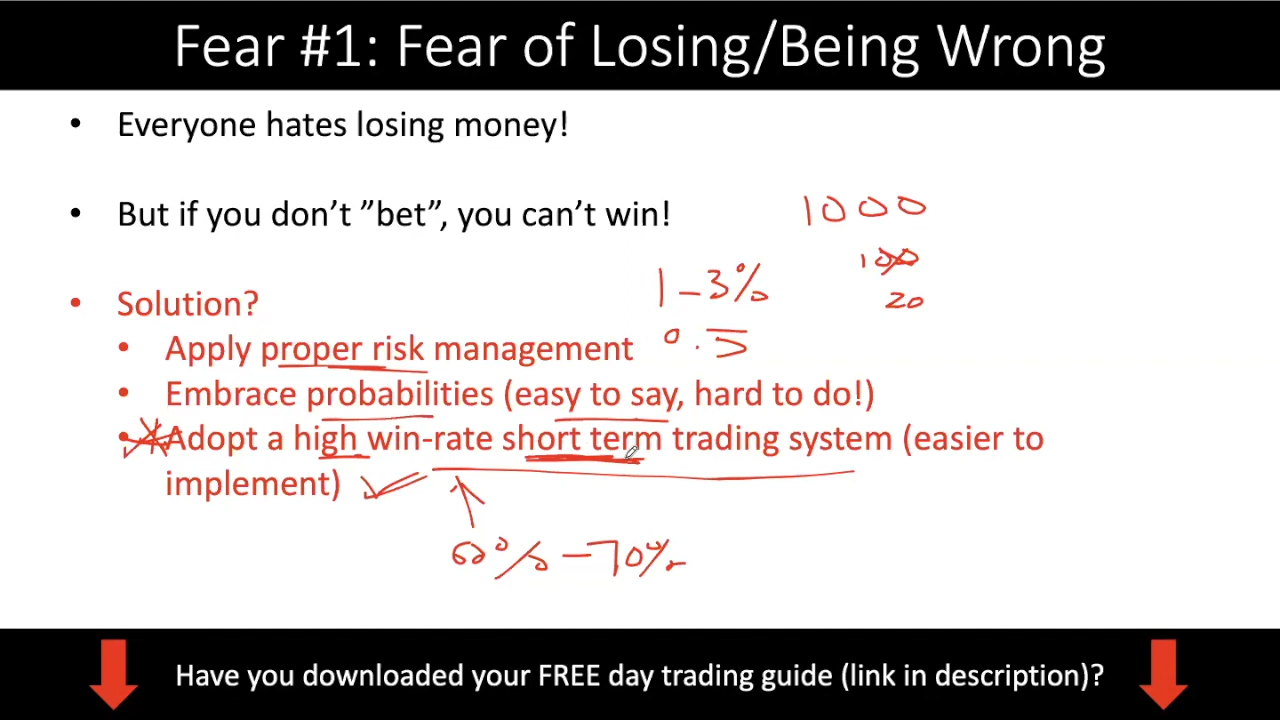 Fear #1: Fear of Losing/Being Wrong
• Everyone hates losing money!
• But if you don’t ”bet”, you can’t win!
1000
100
20
1-3%
• Solution?
0.5
• Apply proper risk management
• Embrace probabilities (easy to say, hard to do!)
• Adopt a high win-rate short term trading system (easier to
implement)
60% - 70%
Have you downloaded your FREE day trading guide (link in description)?